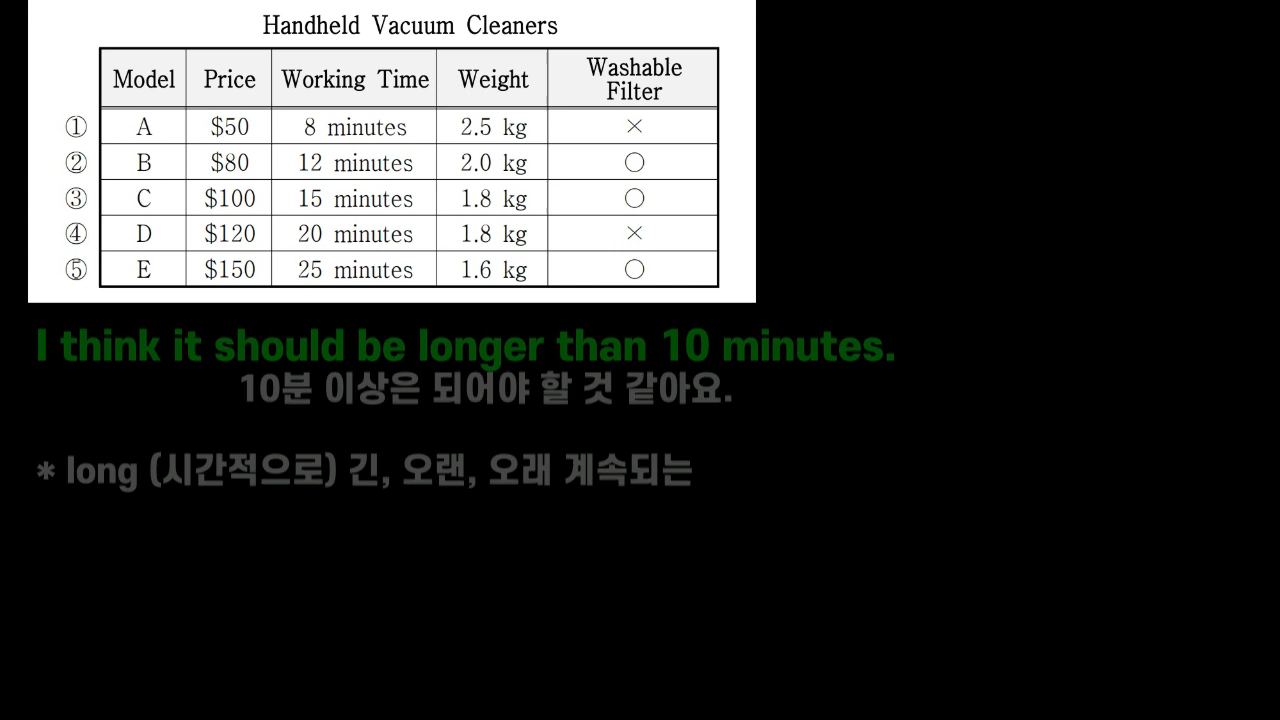 Handheld Vacuum Cleaners
Model Price Working Time Weight Washable Filter
① A $50 8 minutes 2.5 kg ×
② B $80 12 minutes 2.0 kg ○
③ C $100 15 minutes 1.8 kg ○
④ D $120 20 minutes 1.8 kg ×
⑤ E $150 25 minutes 1.6 kg ○
I think it should be longer than 10 minutes.
10분 이상은 되어야 할 것 같아요.
* long (시간적으로) 긴, 오랜, 오래 계속되는